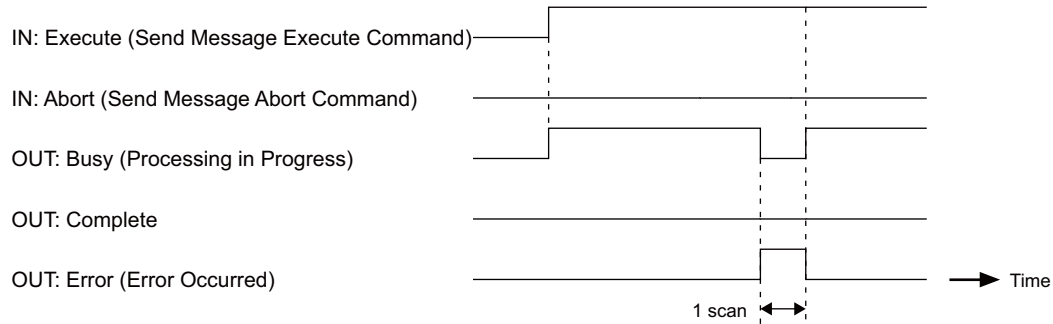 IN: Execute (Send Message Execute Command)
IN: Abort (Send Message Abort Command)
OUT: Busy (Processing in Progress)
OUT: Complete
OUT: Error (Error Occurred)
Time
1 scan